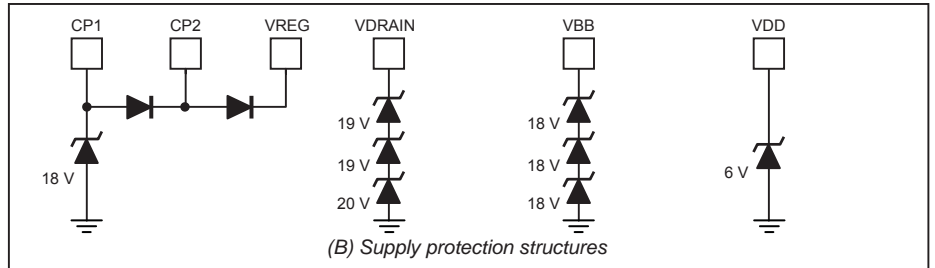 CP1 CP2 VREG VDRAIN VBB VDD
19 V 18 V
18 V 19 V 18 V 6 V
20 V 18 V
(B) Supply protection structures